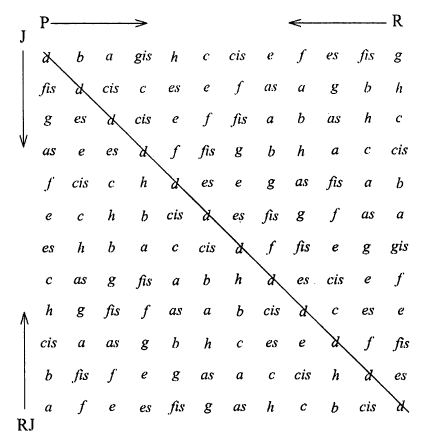 P R
J
d b a gis h c cis e f es fis g
fis d cis c es e f as a g b h
g es d cis e f fis a b as h c
as e es d f fis g b h a c cis
f cis c h d es e g as fis a b
e c h b cis d es fis g f as a
es h b a c cis d f fis e g gis
c as g fis a b h d es cis e f
h g fis f as a b cis d c es e
cis a as g b h c es e d f fis
b fis f e g as a c cis h d es
a f e es fis g as h c b cis d
RJ